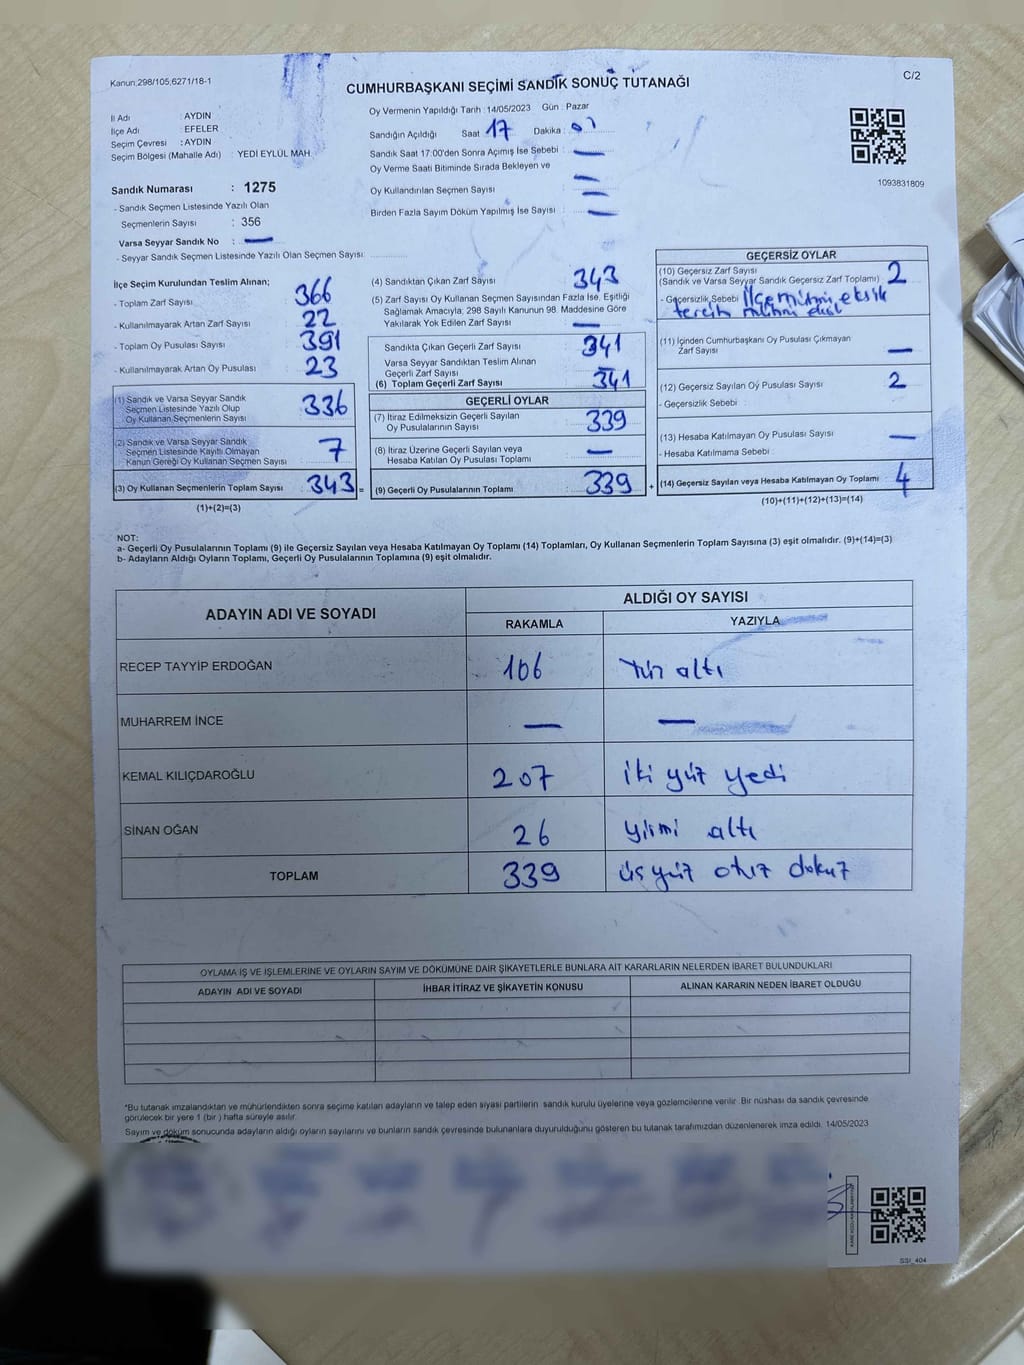 Kanun:298/105,6271/18-1
C/2
CUMHURBAŞKANI SEÇİMİ SANDIK SONUÇ TUTANAĞI
İl Adı : AYDIN
İlçe Adı : EFELER
Seçim Çevresi : AYDIN
Seçim Bölgesi (Mahalle Adı) : YEDİ EYLÜL MAH.
Oy Vermenin Yapıldığı Tarih : 14/05/2023 Gün : Pazar
Sandığın Açıldığı Saat 17 Dakika :
Sandık Saat 17:00'den Sonra Açımış İse Sebebi : —
Oy Verme Saati Bitiminde Sırada Bekleyen ve
Oy Kullandırılan Seçmen Sayısı : —
Birden Fazla Sayım Döküm Yapılmış İse Sayısı : —
1093831809
Sandık Numarası : 1275
- Sandık Seçmen Listesinde Yazılı Olan
Seçmenlerin Sayısı : 356
Varsa Seyyar Sandık No : —
- Seyyar Sandık Seçmen Listesinde Yazılı Olan Seçmen Sayısı:
İlçe Seçim Kurulundan Teslim Alınan;
- Toplam Zarf Sayısı 366
- Kullanılmayarak Artan Zarf Sayısı 22
- Toplam Oy Pusulası Sayısı 391
- Kullanılmayarak Artan Oy Pusulası 23
(1) Sandık ve Varsa Seyyar Sandık
Seçmen Listesinde Yazılı Olup
Oy Kullanan Seçmenlerin Sayısı 336
(2) Sandık ve Varsa Seyyar Sandık
Seçmen Listesinde Kayıtlı Olmayan
Kanun Gereği Oy Kullanan Seçmen Sayısı 7
(3) Oy Kullanan Seçmenlerin Toplam Sayısı 343 =
(1)+(2)=(3)
(4) Sandıktan Çıkan Zarf Sayısı 343
(5) Zarf Sayısı Oy Kullanan Seçmen Sayısından Fazla İse, Eşitliği
Sağlamak Amacıyla; 298 Sayılı Kanunun 98. Maddesine Göre
Yakılarak Yok Edilen Zarf Sayısı —
Sandıkta Çıkan Geçerli Zarf Sayısı 341
Varsa Seyyar Sandıktan Teslim Alınan
Geçerli Zarf Sayısı —
(6) Toplam Geçerli Zarf Sayısı 341
GEÇERLİ OYLAR
(7) İtiraz Edilmeksizin Geçerli Sayılan
Oy Pusulalarının Sayısı 339
(8) İtiraz Üzerine Geçerli Sayılan veya
Hesaba Katılan Oy Pusulası Toplamı —
(9) Geçerli Oy Pusulalarının Toplamı 339 +
GEÇERSİZ OYLAR
(10) Geçersiz Zarf Sayısı
(Sandık ve Varsa Seyyar Sandık Geçersiz Zarf Toplamı) 2
- Geçersizlik Sebebi İlçe mührü eksik
tercih mührü
(11) İçinden Cumhurbaşkanı Oy Pusulası Çıkmayan
Zarf Sayısı —
(12) Geçersiz Sayılan Oy Pusulası Sayısı 2
- Geçersizlik Sebebi :
(13) Hesaba Katılmayan Oy Pusulası Sayısı —
- Hesaba Katılmama Sebebi
(14) Geçersiz Sayılan veya Hesaba Katılmayan Oy Toplamı 4
(10)+(11)+(12)+(13)=(14)
NOT:
a- Geçerli Oy Pusulalarının Toplamı (9) ile Geçersiz Sayılan veya Hesaba Katılmayan Oy Toplamı (14) Toplamları, Oy Kullanan Seçmenlerin Toplam Sayısına (3) eşit olmalıdır. (9)+(14)=(3)
b- Adayların Aldığı Oyların Toplamı, Geçerli Oy Pusulalarının Toplamına (9) eşit olmalıdır.
ADAYIN ADI VE SOYADI
ALDIĞI OY SAYISI
RAKAMLA YAZIYLA
RECEP TAYYİP ERDOĞAN 106 yüz altı
MUHARREM İNCE — —
KEMAL KILIÇDAROĞLU 207 iki yüz yedi
SİNAN OĞAN 26 yirmi altı
TOPLAM 339 üçyüz otuz dokuz
OYLAMA İŞ VE İŞLEMLERİNE VE OYLARIN SAYIM VE DÖKÜMÜNE DAİR ŞİKAYETLERLE BUNLARA AİT KARARLARIN NELERDEN İBARET BULUNDUKLARI
ADAYIN ADI VE SOYADI İHBAR İTİRAZ VE ŞİKAYETİN KONUSU ALINAN KARARIN NEDEN İBARET OLDUĞU
*Bu tutanak imzalandıktan ve mühürlendikten sonra seçime katılan adayların ve talep eden siyasi partilerin sandık kurulu üyelerine veya gözlemcilerine verilir. Bir nüshası da sandık çevresinde
görülecek bir yere 1 (bir ) hafta süreyle asılır.
Sayım ve döküm sonucunda adayların aldığı oyların sayılarını ve bunların sandık çevresinde bulunanlara duyurulduğunu gösteren bu tutanak tarafımızdan düzenlenerek imza edildi. 14/05/2023
SSİ_404